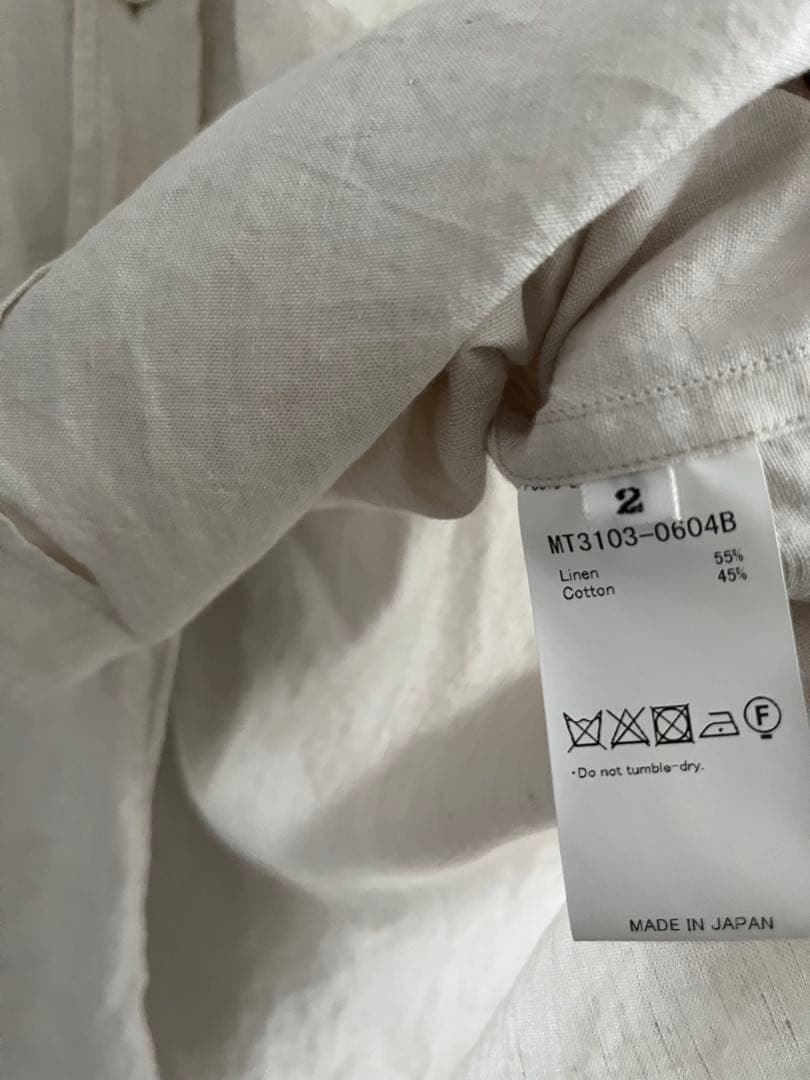 2
MT3103-0604B
Linen 55%
Cotton 45%
F
・Do not tumble-dry.
MADE IN JAPAN